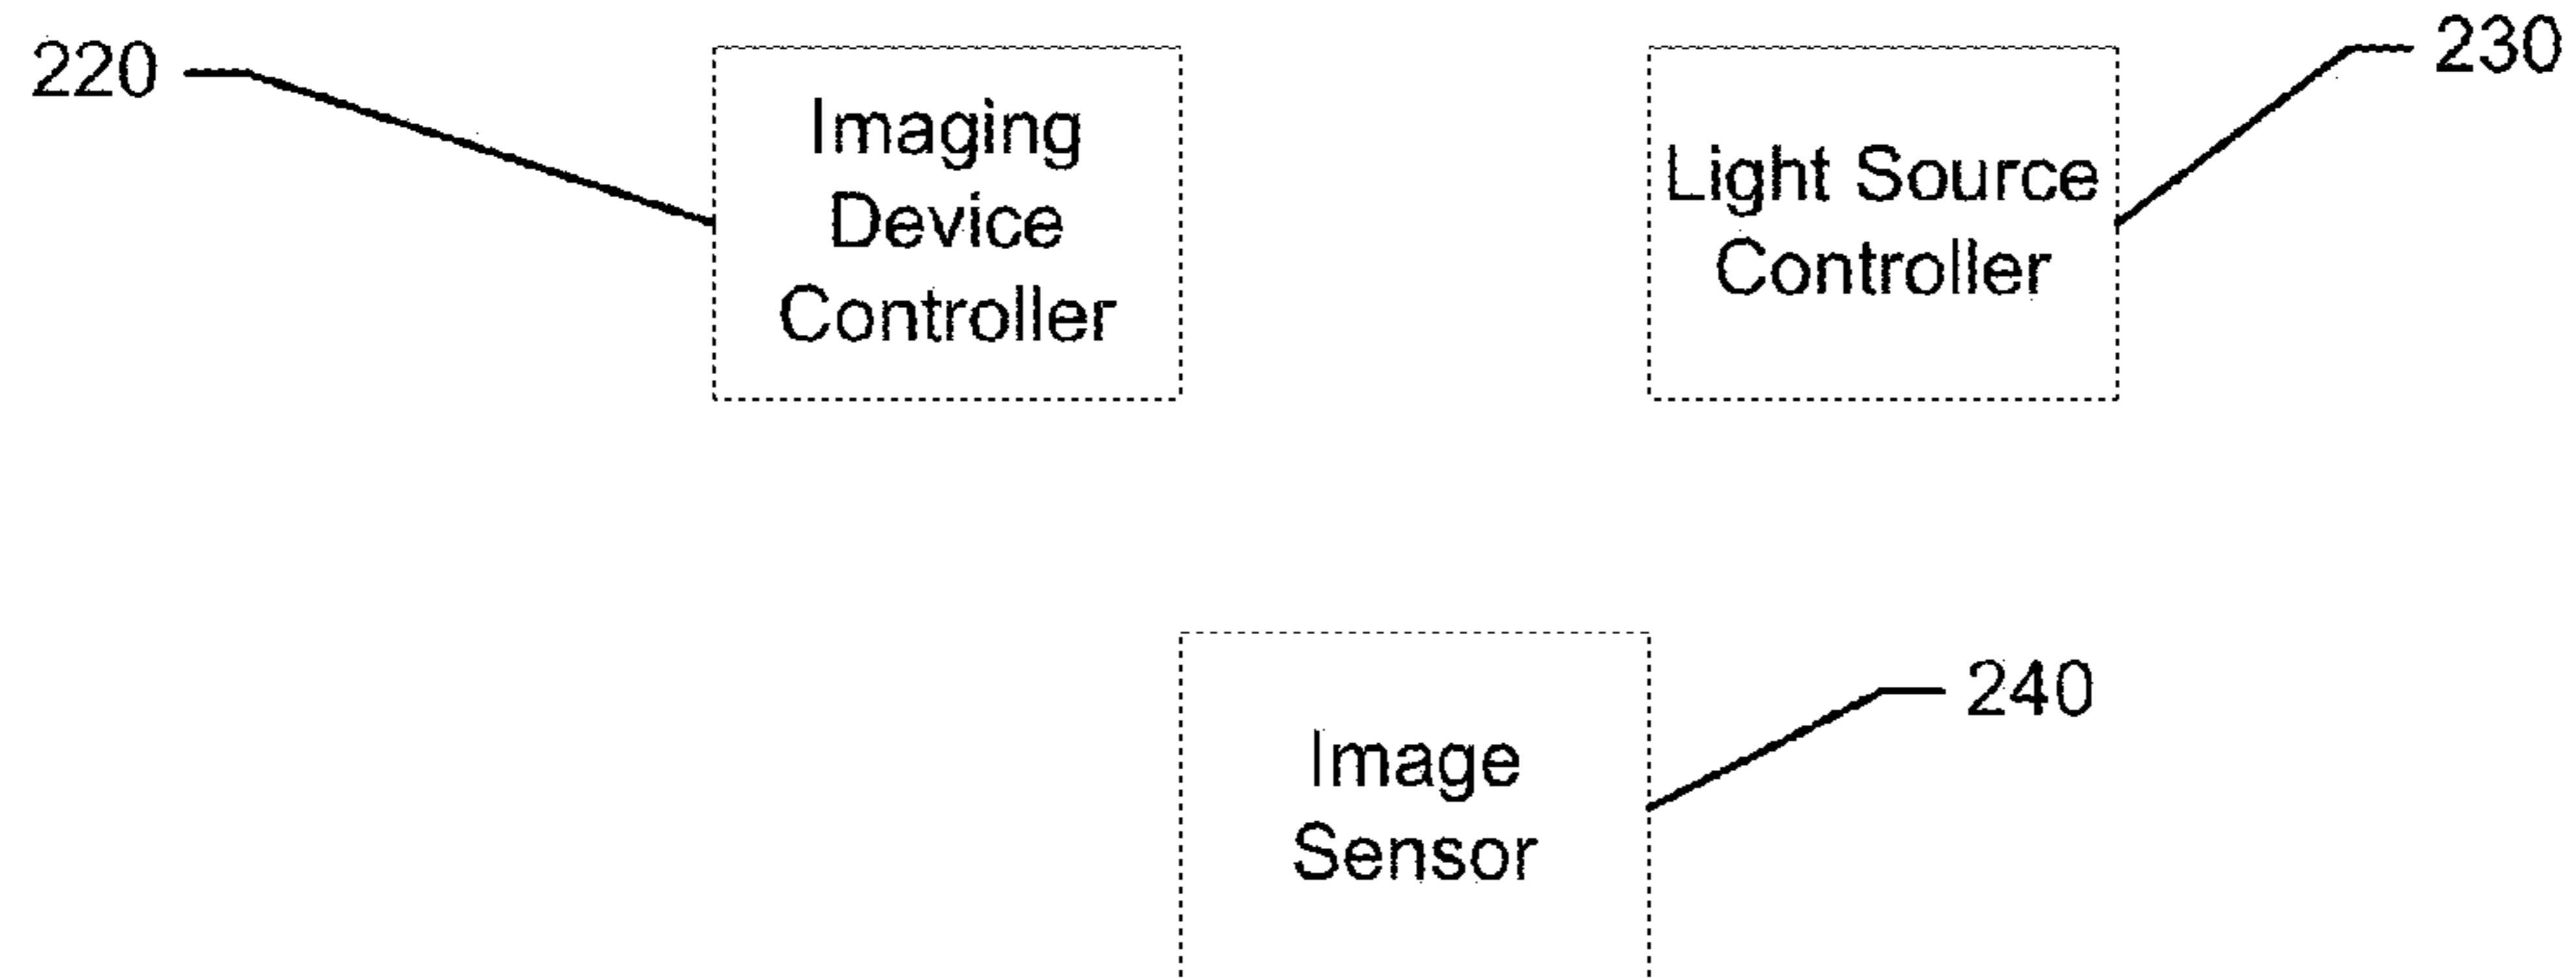 220
Imaging
Device
Controller
Light Source
Controller
230
Image
Sensor
240